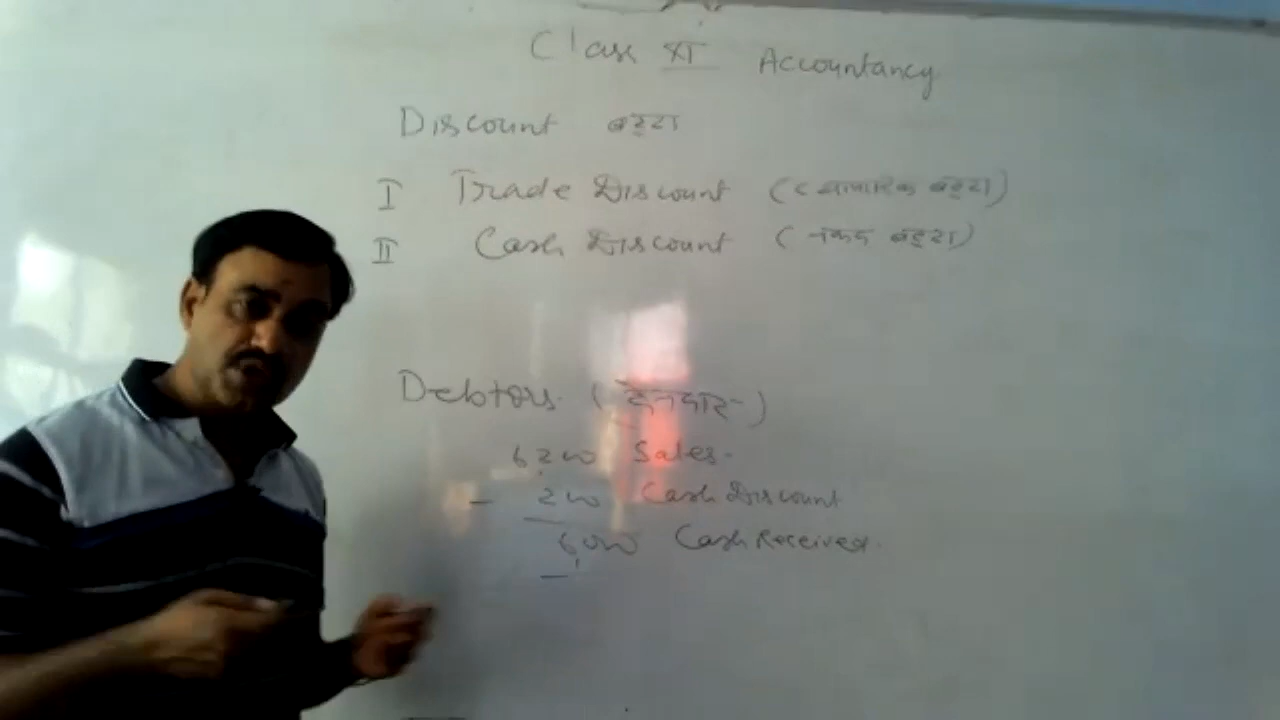 Class XI Accountancy
Discount बट्टा
I Trade Discount (व्यापारिक बट्टा)
II Cash Discount (नकद बट्टा)
Debtors (देनदार)
6200 Sales
- 200 Cash Discount
6000 Cash Received.